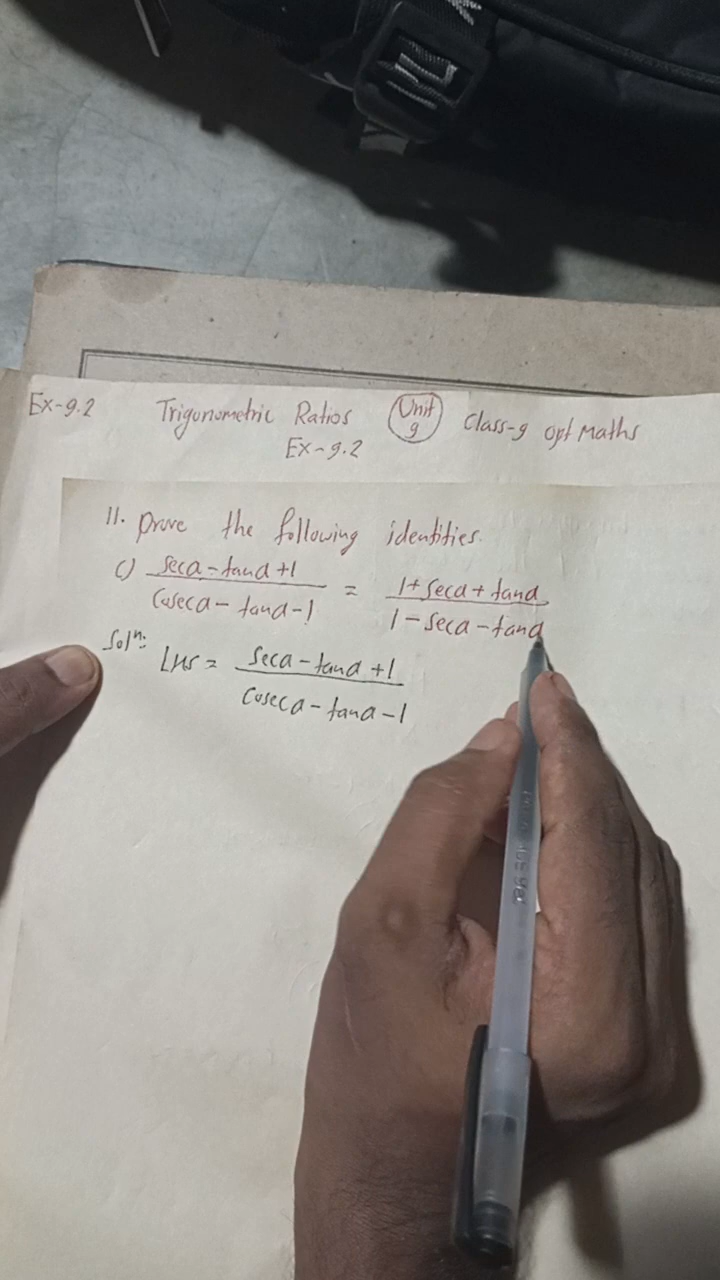 Ex-9.2 Trigonometric Ratios Unit 9 Class-9 opt Maths
Ex-9.2
11. prove the following identities.
c) seca - tana +1 / coseca - tana - 1 = 1 + seca + tana / 1 - seca - tana
Solⁿ:
LHS = seca - tana +1 / coseca - tana - 1